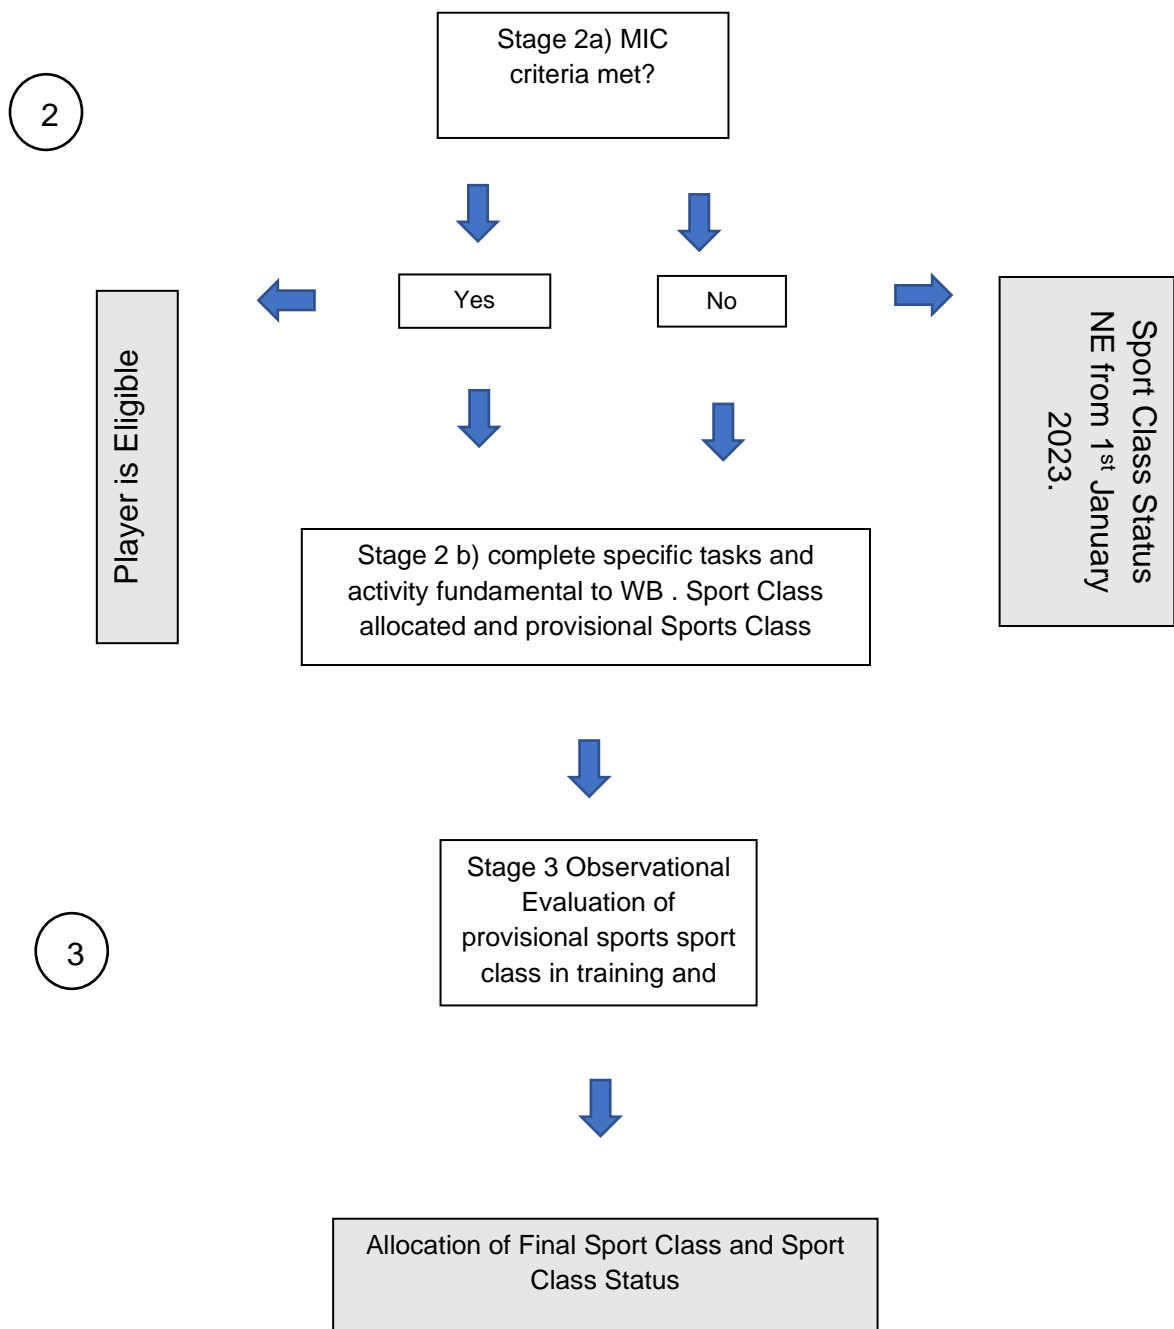 Stage 2a) MIC
criteria met?
2
Yes
No
Player is Eligible
Sport Class Status
NE from 1st January
2023.
Stage 2 b) complete specific tasks and
activity fundamental to WB . Sport Class
allocated and provisional Sports Class
Stage 3 Observational
Evaluation of
provisional sports sport
class in training and
3
Allocation of Final Sport Class and Sport
Class Status